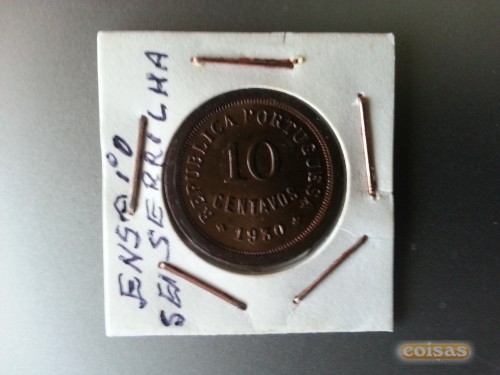 ENSAIO
SEM SERRILHA
REPUBLICA PORTUGUESA
10
CENTAVOS
* 1930 *
coisas